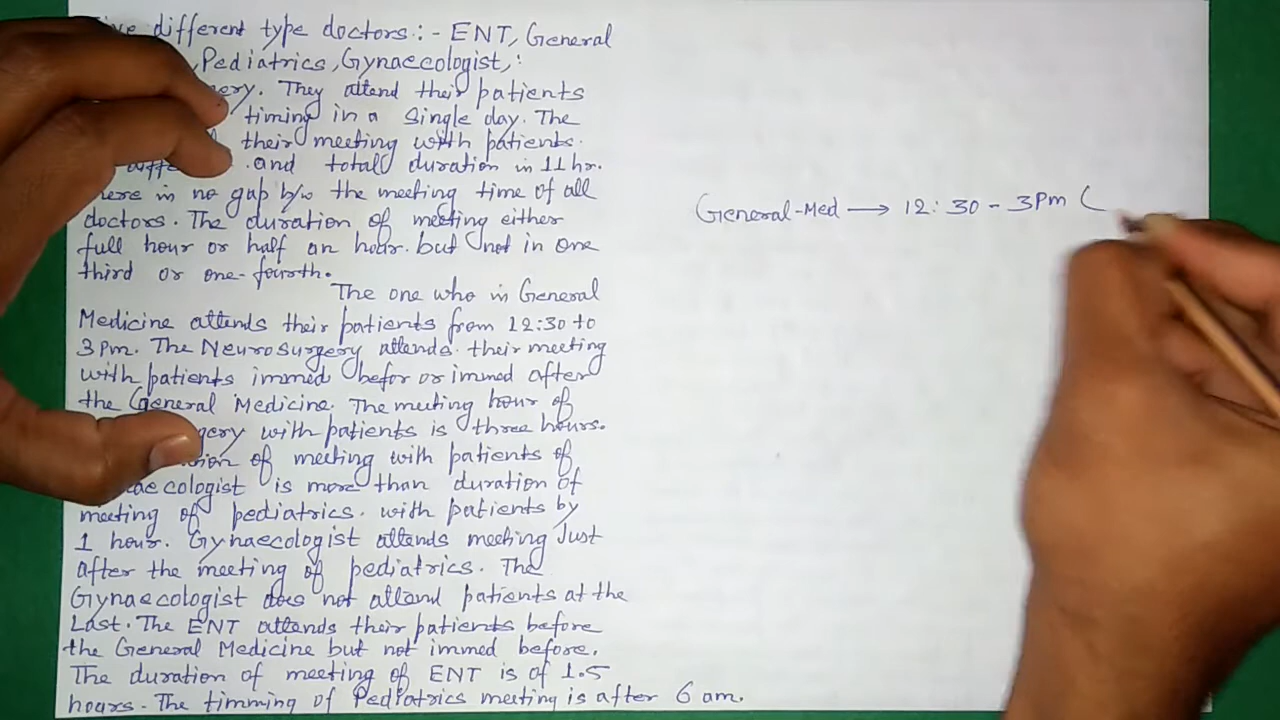 different type doctors:- ENT, General
, Pediatrics, Gynaecologist,
They attend their patients
timing in a single day. The
their meeting with patients.
and total duration in 11 hr.
in no gap b/w the meeting time of all
doctors. The duration of meeting either
full hour or half an hour. but not in one
third or one-fourth.
The one who in General
Medicine attends their patients from 12:30 to
3 Pm. The Neurosurgery attends their meeting
with patients immed befor or immed after
the General Medicine. The meeting hour of
with patients is three hours.
of meeting with patients of
is more than duration of
meeting of pediatrics with patients by
1 hour. Gynaecologist attends meeting Just
after the meeting of pediatrics. The
Gynaecologist does not attend patients at the
Last. The ENT attends their patients before
the General Medicine but not immed before.
The duration of meeting of ENT is of 1.5
hours. The timming of Pediatrics meeting is after 6 am.
General-Med → 12:30 - 3 Pm (